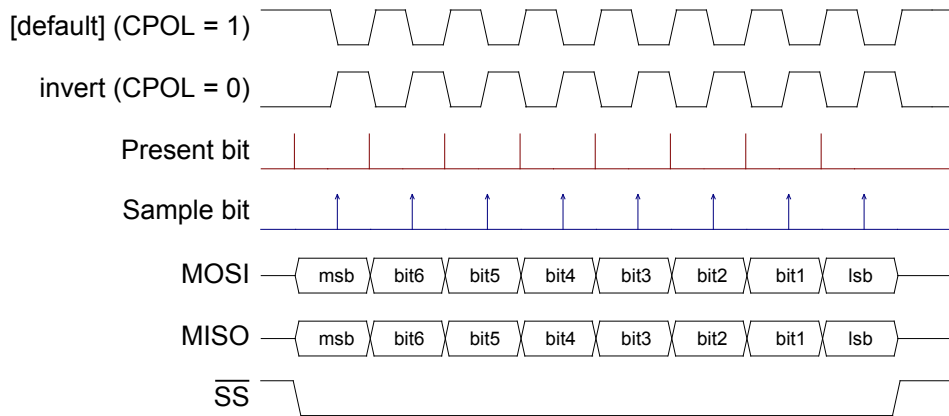 [default] (CPOL = 1)
invert (CPOL = 0)
Present bit
Sample bit
MOSI msb bit6 bit5 bit4 bit3 bit2 bit1 lsb
MISO msb bit6 bit5 bit4 bit3 bit2 bit1 lsb
SS